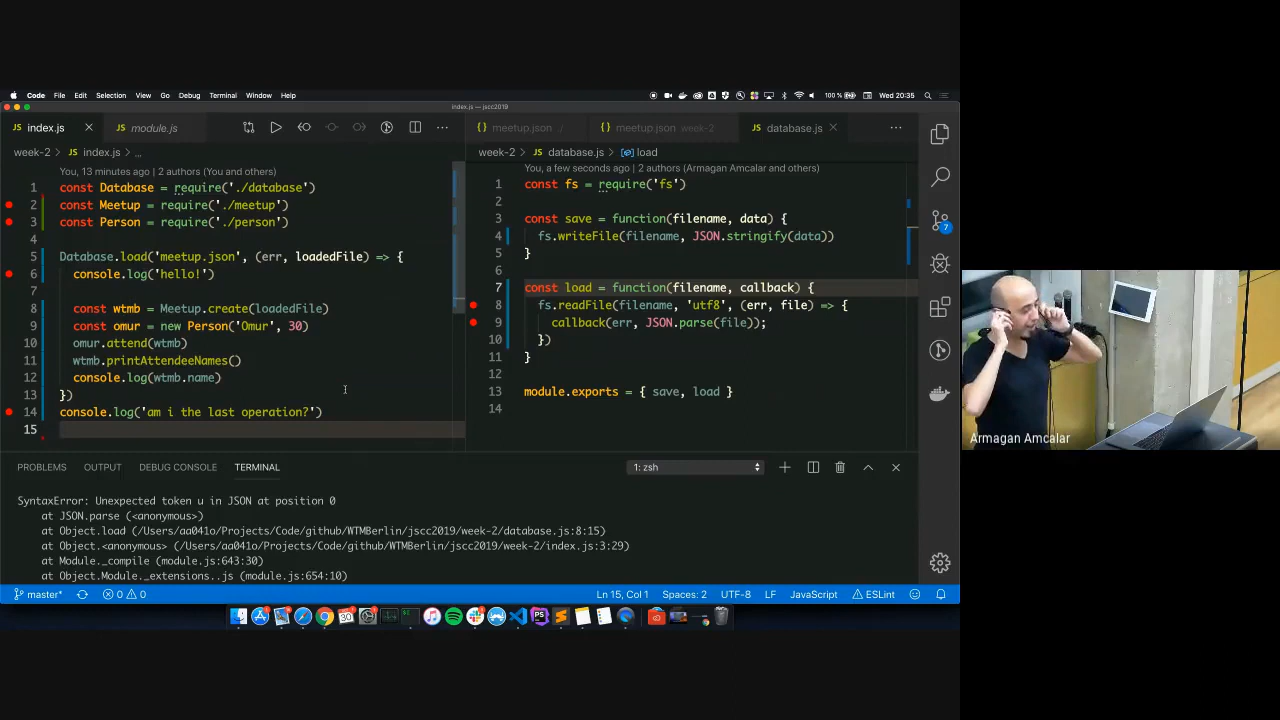 Code File Edit Selection View Go Debug Terminal Window Help 100 % Wed 20:35
index.js — jscc2019
index.js module.js
week-2 > index.js > ...
You, 13 minutes ago | 2 authors (You and others)
1 const Database = require('./database')
2 const Meetup = require('./meetup')
3 const Person = require('./person')
4
5 Database.load('meetup.json', (err, loadedFile) => {
6 console.log('hello!')
7
8 const wtmb = Meetup.create(loadedFile)
9 const omur = new Person('Omur', 30)
10 omur.attend(wtmb)
11 wtmb.printAttendeeNames()
12 console.log(wtmb.name)
13 })
14 console.log('am i the last operation?')
15
meetup.json / meetup.json week-2 database.js
week-2 > database.js > load
You, a few seconds ago | 2 authors (Armagan Amcalar and others)
1 const fs = require('fs')
2
3 const save = function(filename, data) {
4 fs.writeFile(filename, JSON.stringify(data))
5 }
6
7 const load = function(filename, callback) {
8 fs.readFile(filename, 'utf8', (err, file) => {
9 callback(err, JSON.parse(file));
10 })
11 }
12
13 module.exports = { save, load }
14
7
PROBLEMS OUTPUT DEBUG CONSOLE TERMINAL 1: zsh
SyntaxError: Unexpected token u in JSON at position 0
at JSON.parse (<anonymous>)
at Object.load (/Users/aa041o/Projects/Code/github/WTMBerlin/jscc2019/week-2/database.js:8:15)
at Object.<anonymous> (/Users/aa041o/Projects/Code/github/WTMBerlin/jscc2019/week-2/index.js:3:29)
at Module._compile (module.js:643:30)
at Object.Module._extensions..js (module.js:654:10)
master* 0 0 Ln 15, Col 1 Spaces: 2 UTF-8 LF JavaScript ESLint
Armagan Amcalar